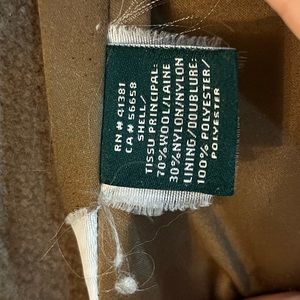 RN # 41381
CA # 56658
SHELL/
TISSU PRINCIPAL:
70%WOOL/LAINE
30%NYLON/NYLON
LINING/DOUBLURE:
100% POLYESTER/
POLYESTER